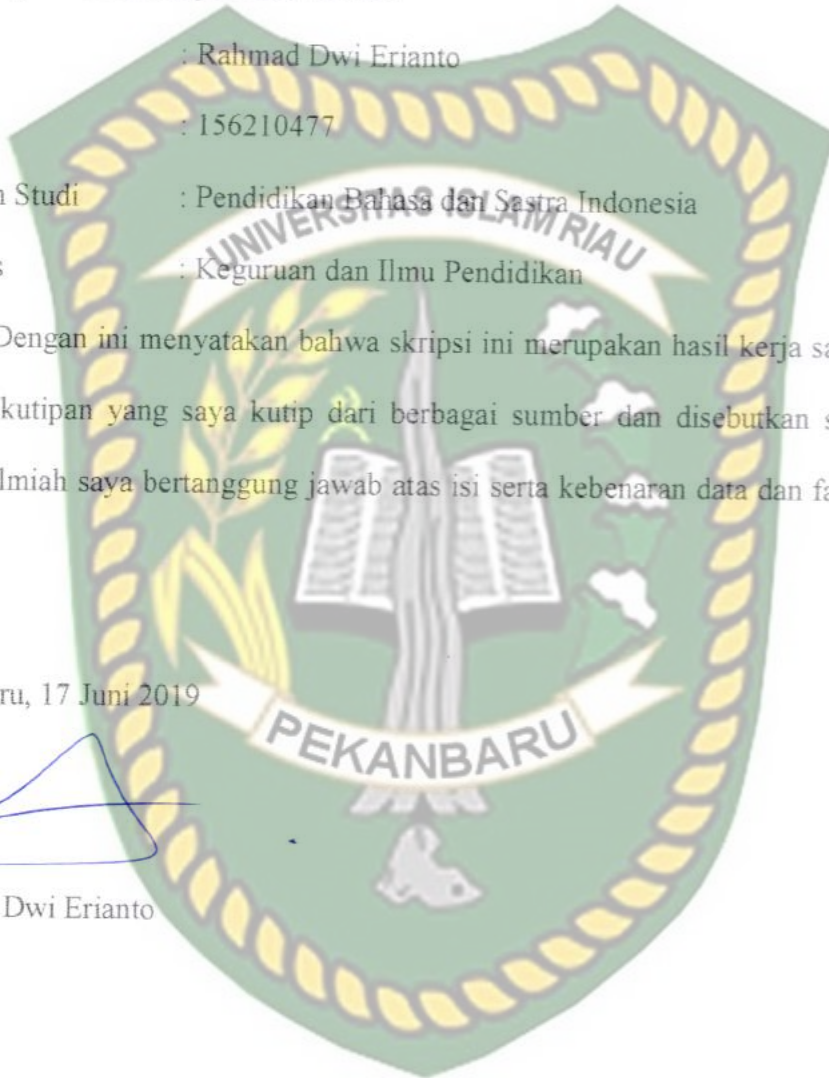 : Rahmad Dwi Erianto
: 156210477
Studi : Pendidikan Bahasa dan Sastra Indonesia
UNIVERSITAS ISLAM RIAU
: Keguruan dan Ilmu Pendidikan
Dengan ini menyatakan bahwa skripsi ini merupakan hasil kerja sa
kutipan yang saya kutip dari berbagai sumber dan disebutkan s
lmiah saya bertanggung jawab atas isi serta kebenaran data dan fa
ru, 17 Juni 2019
PEKANBARU
Dwi Erianto